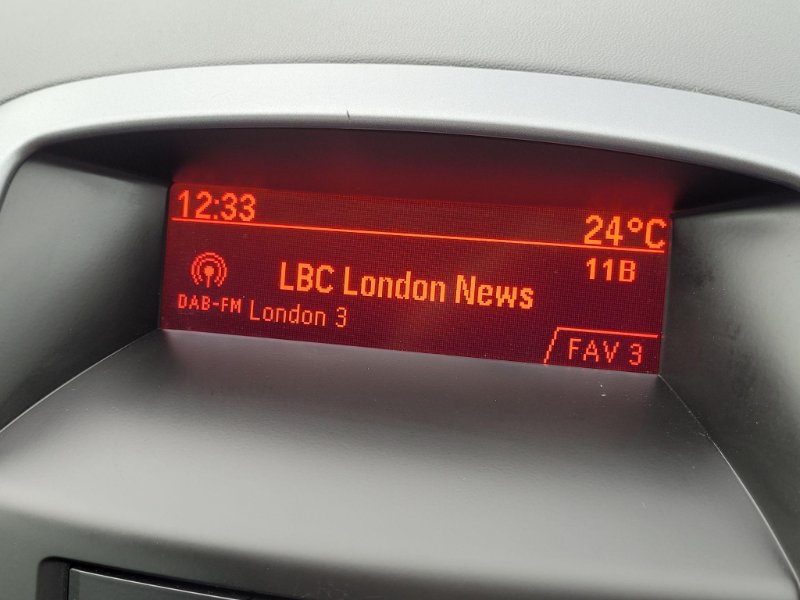 12:33 24°C
11B
LBC London News
DAB-FM London 3
FAV 3